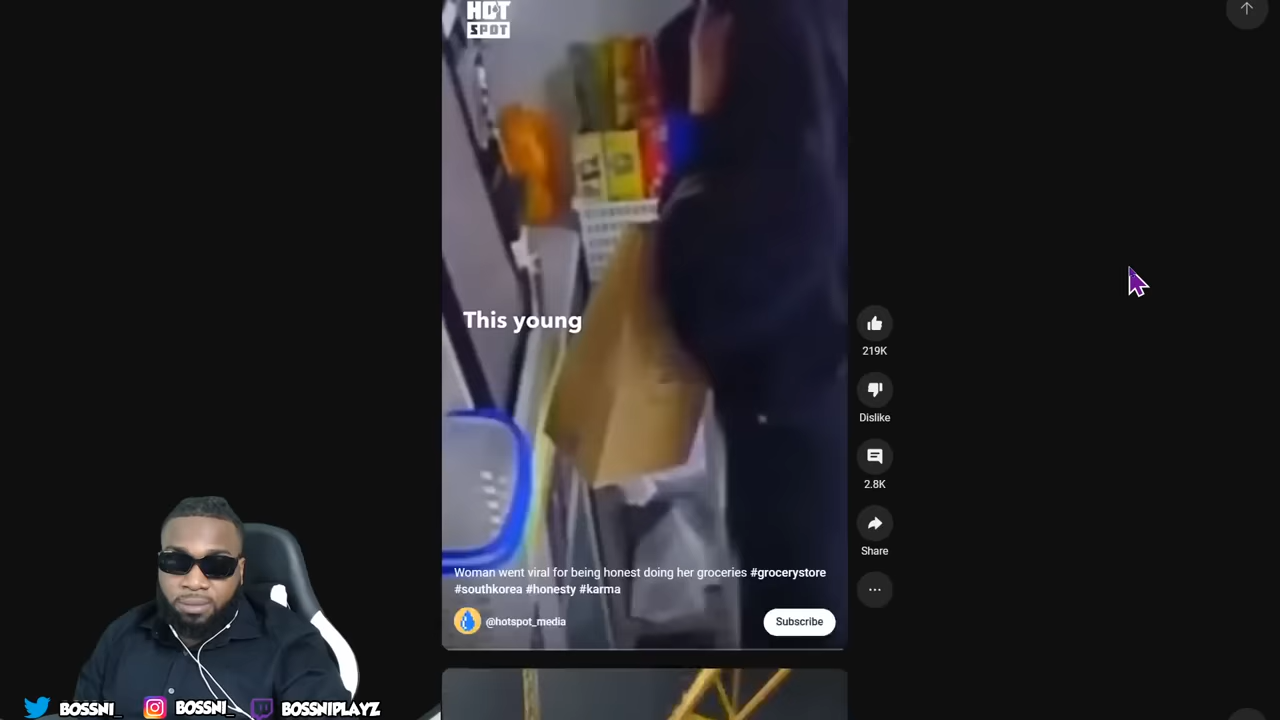 HOT
SPOT
This young
219K
Dislike
2.8K
Share
Woman went viral for being honest doing her groceries #grocerystore
#southkorea #honesty #karma
@hotspot_media
Subscribe
BOSSNI_
BOSSNI_
BOSSNIPLAYZ